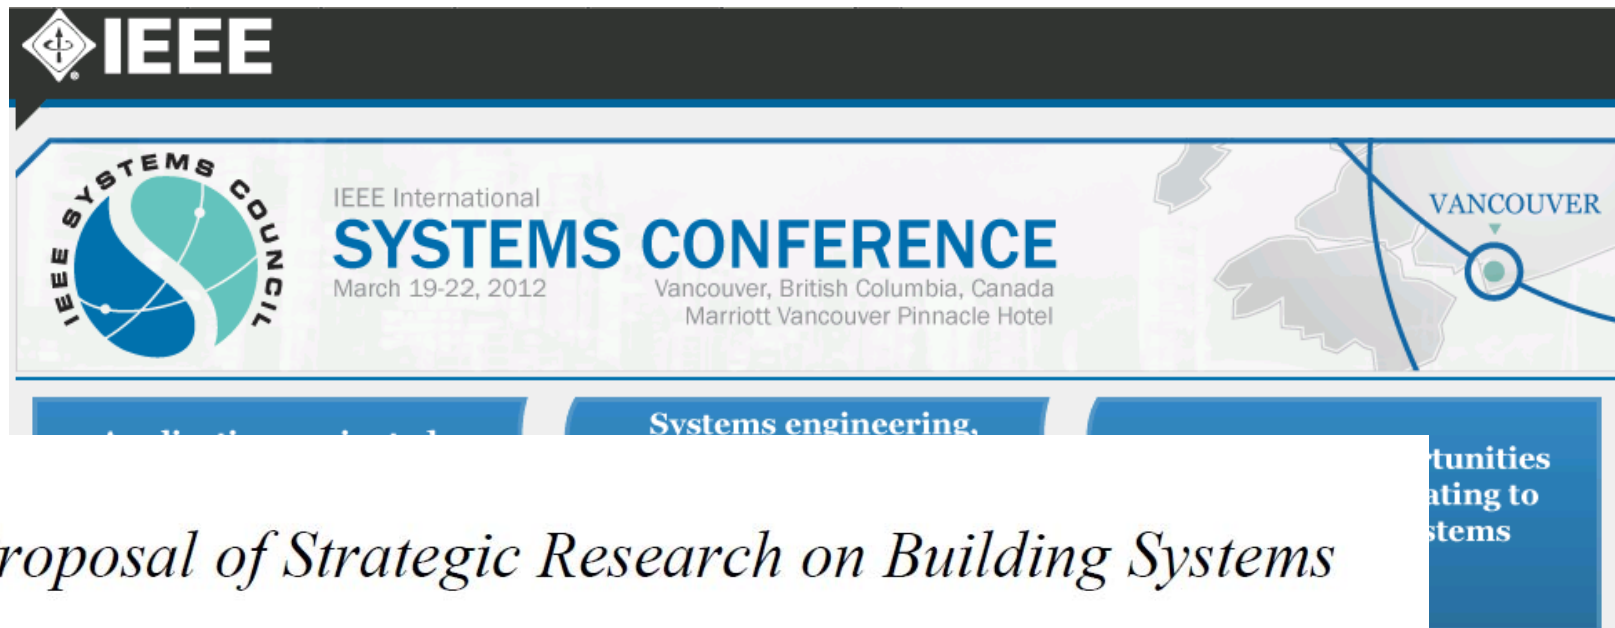 IEEE
IEEE SYSTEMS COUNCIL
IEEE International
SYSTEMS CONFERENCE
March 19-22, 2012
Vancouver, British Columbia, Canada
Marriott Vancouver Pinnacle Hotel
VANCOUVER
Systems engineering,
of Strategic Research on Building Systems
to